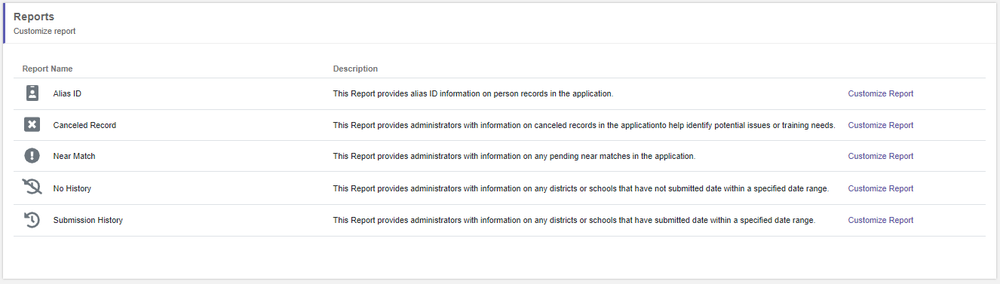 Reports
Customize report
Report Name Description
Alias ID This Report provides alias ID information on person records in the application. Customize Report
Canceled Record This Report provides administrators with information on canceled records in the applicationto help identify potential issues or training needs. Customize Report
Near Match This Report provides administrators with information on any pending near matches in the application. Customize Report
No History This Report provides administrators with information on any districts or schools that have not submitted date within a specified date range. Customize Report
Submission History This Report provides administrators with information on any districts or schools that have submitted date within a specified date range. Customize Report